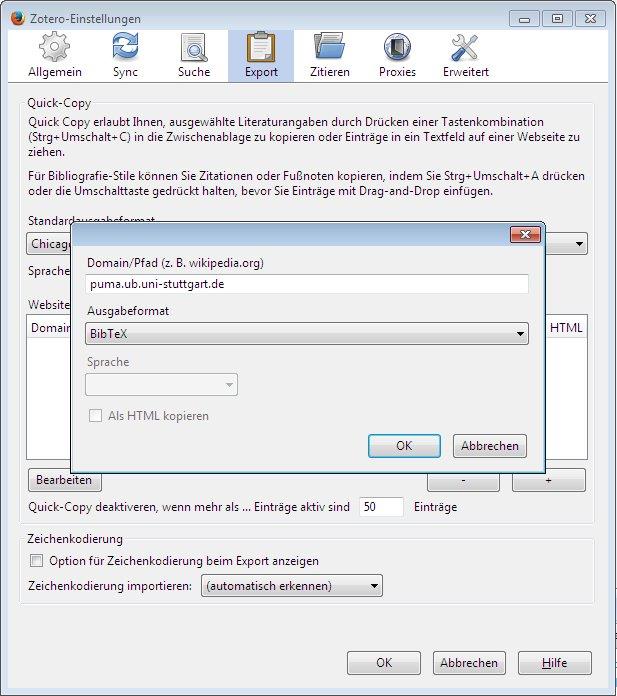 Zotero-Einstellungen
Allgemein
Sync
Suche
Export
Zitieren
Proxies
Erweitert
Quick-Copy
Quick Copy erlaubt Ihnen, ausgewählte Literaturangaben durch Drücken einer Tastenkombination
(Strg+Umschalt+C) in die Zwischenablage zu kopieren oder Einträge in ein Textfeld auf einer Webseite zu
ziehen.
Für Bibliografie-Stile können Sie Zitationen oder Fußnoten kopieren, indem Sie Strg+Umschalt+A drücken
oder die Umschalttaste gedrückt halten, bevor Sie Einträge mit Drag-and-Drop einfügen.
Standardausgabeformat
Chicago
Sprache
Website
Domain
HTML
Domain/Pfad (z. B. wikipedia.org)
puma.ub.uni-stuttgart.de
Ausgabeformat
BibTeX
Sprache
Als HTML kopieren
OK
Abbrechen
Bearbeiten
-
+
Quick-Copy deaktiveren, wenn mehr als ... Einträge aktiv sind
50
Einträge
Zeichenkodierung
Option für Zeichenkodierung beim Export anzeigen
Zeichenkodierung importieren:
(automatisch erkennen)
OK
Abbrechen
Hilfe